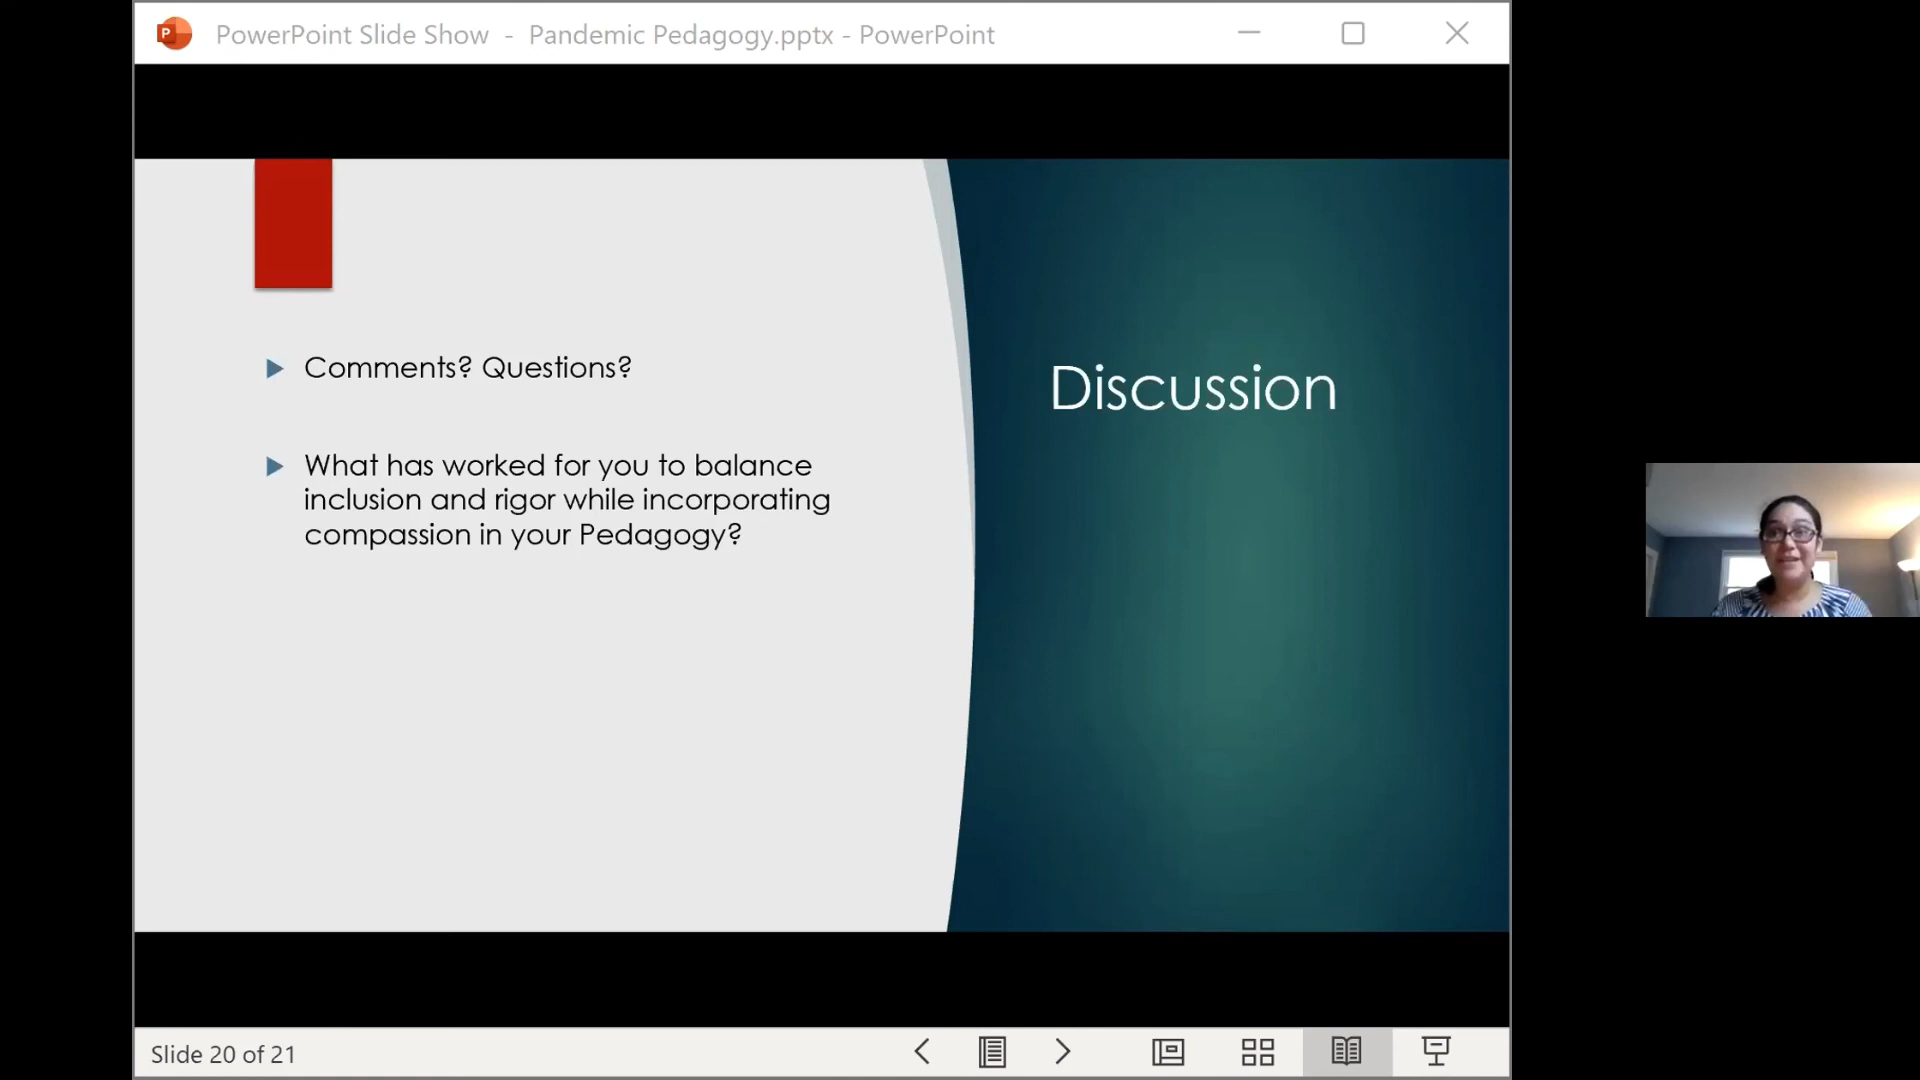 P PowerPoint Slide Show - Pandemic Pedagogy.pptx - PowerPoint
Comments? Questions?
What has worked for you to balance
inclusion and rigor while incorporating
compassion in your Pedagogy?
Discussion
Slide 20 of 21